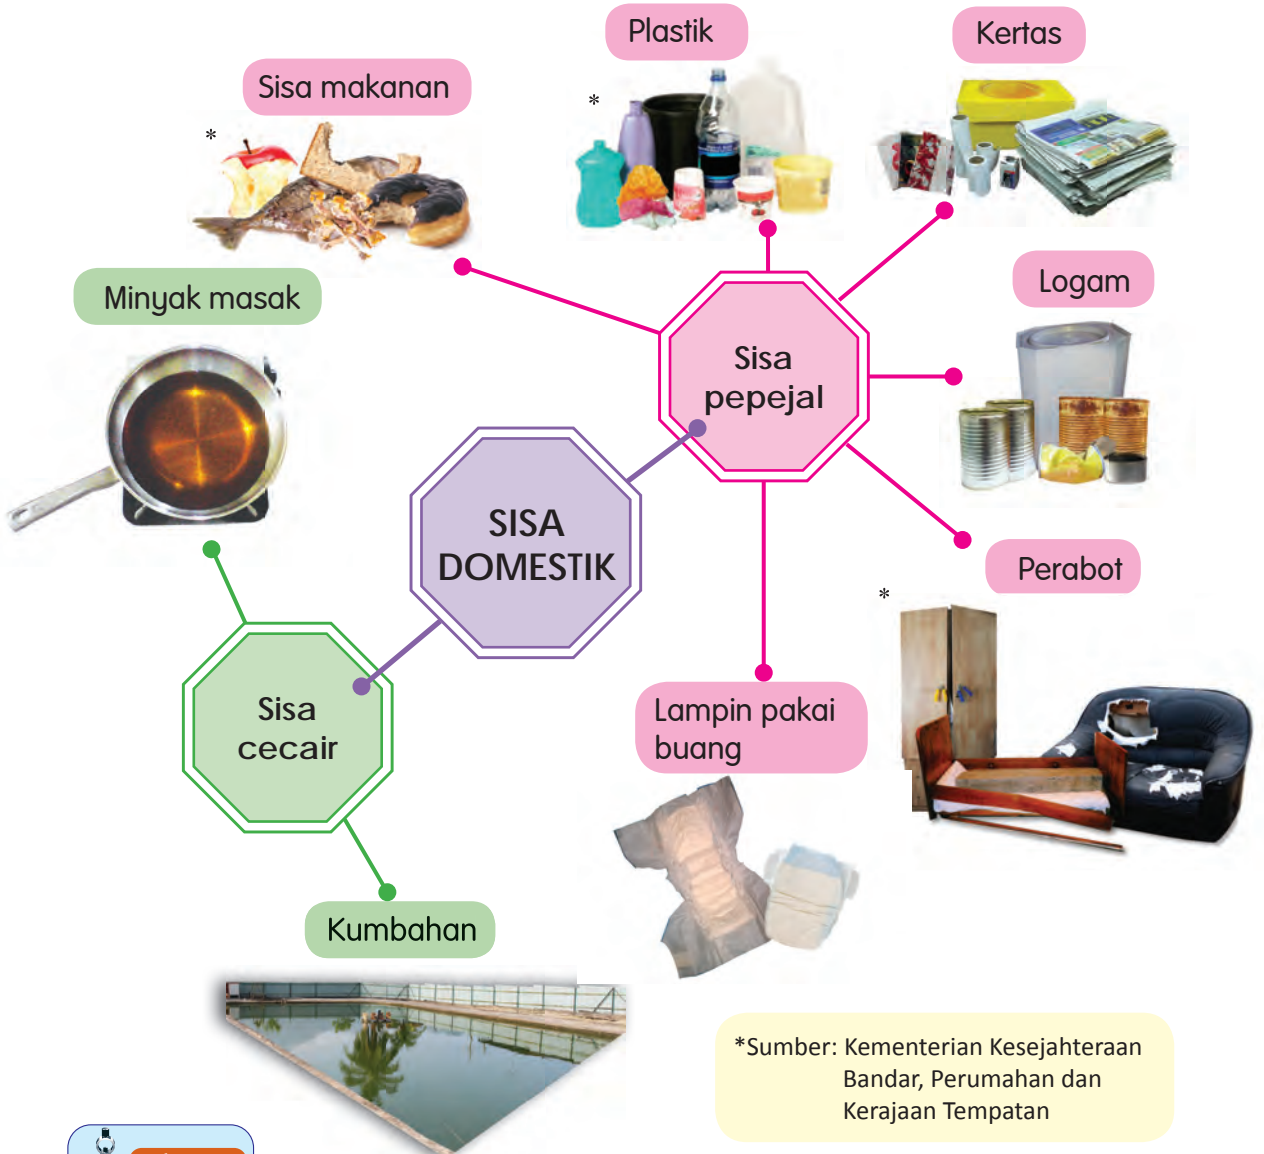 Plastik
Kertas
Sisa makanan
*
*
Logam
Minyak masak
Sisa
pepejal
SISA
DOMESTIK
Perabot
*
Sisa
cecair
Lampin pakai
buang
Kumbahan
*Sumber: Kementerian Kesejahteraan
Bandar, Perumahan dan
Kerajaan Tempatan